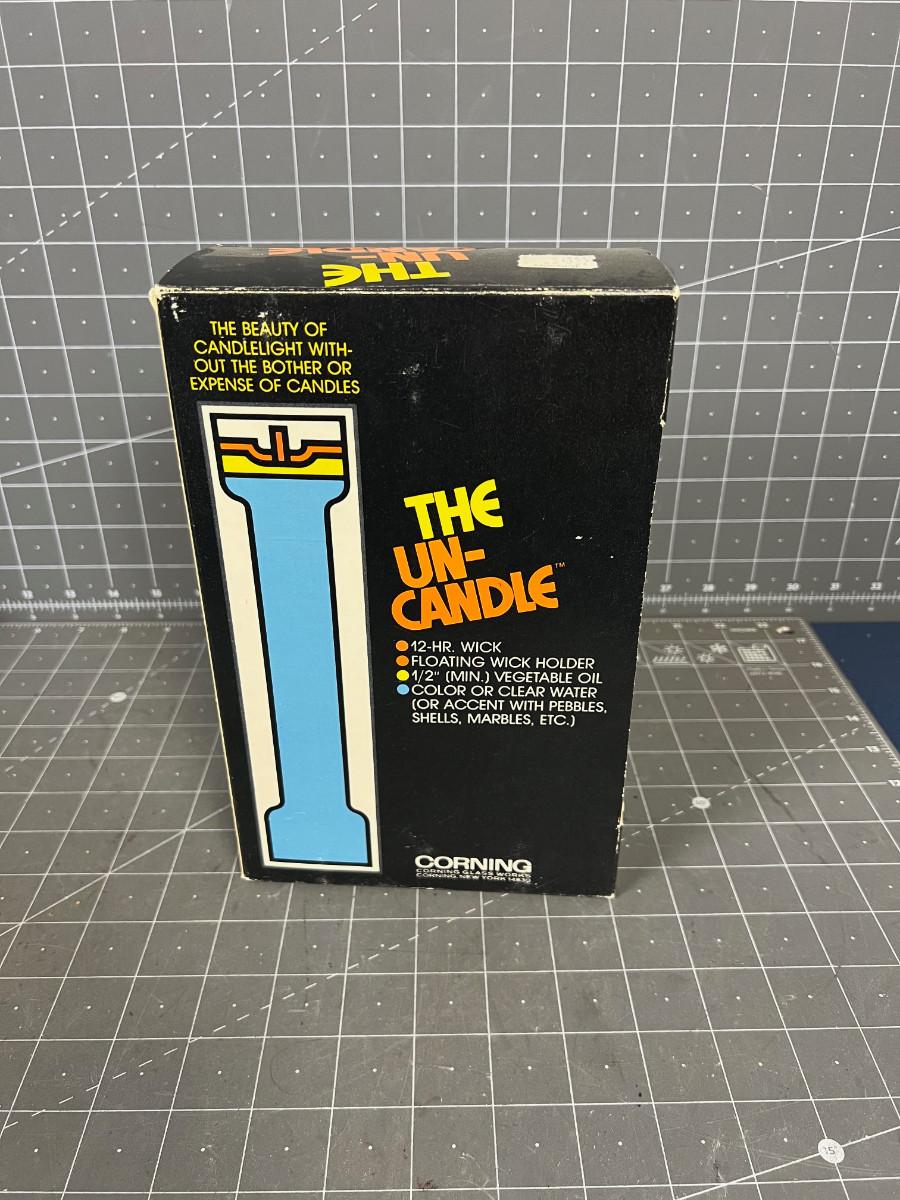 THE
UN-
CANDLE
THE BEAUTY OF
CANDLELIGHT WITH-
OUT THE BOTHER OR
EXPENSE OF CANDLES
THE
UN-
CANDLE™
12-HR. WICK
FLOATING WICK HOLDER
1/2" (MIN.) VEGETABLE OIL
COLOR OR CLEAR WATER
(OR ACCENT WITH PEBBLES,
SHELLS, MARBLES, ETC.)
CORNING
CORNING GLASS WORKS
CORNING, NEW YORK 14830